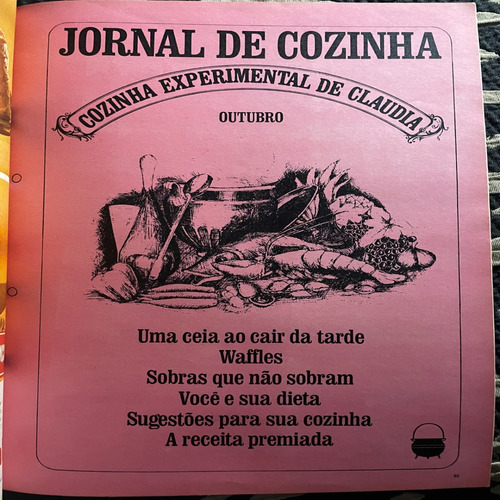 JORNAL DE COZINHA
COZINHA EXPERIMENTAL DE CLAUDIA
OUTUBRO
Uma ceia ao cair da tarde
Waffles
Sobras que não sobram
Você e sua dieta
Sugestões para sua cozinha
A receita premiada